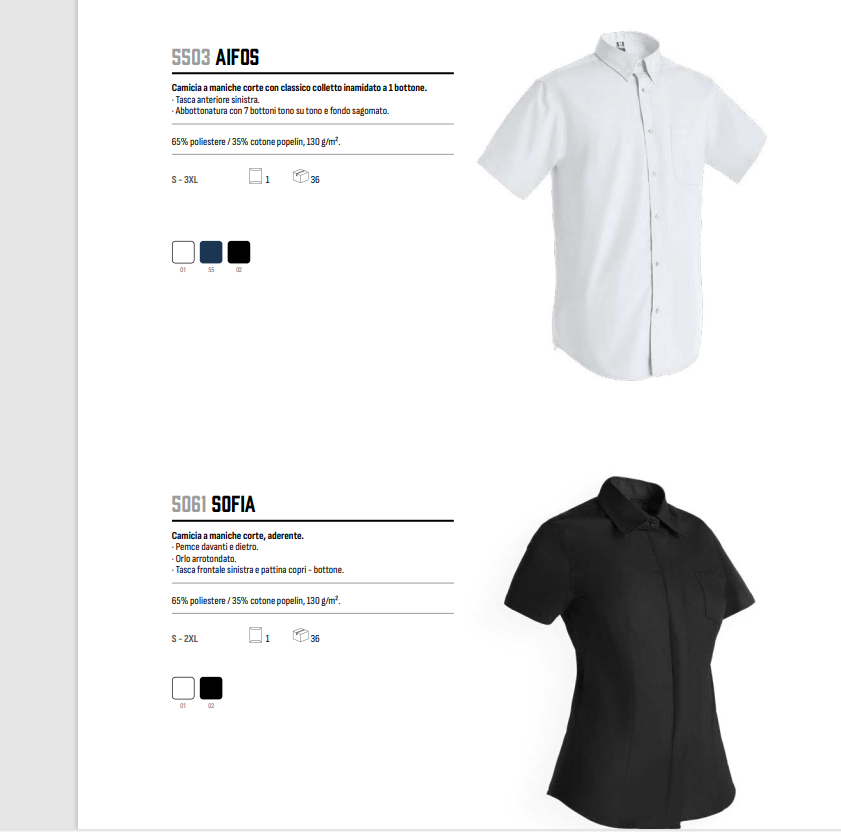 5503 AIFOS
Camicia a maniche corte con classico colletto inamidato a 1 bottone.
· Tasca anteriore sinistra.
· Abbottonatura con 7 bottoni tono su tono e fondo sagomato.
65% poliestere / 35% cotone popelin, 130 g/m².
S - 3XL 1 36
01 55 02
5061 SOFIA
Camicia a maniche corte, aderente.
· Pemce davanti e dietro.
· Orlo arrotondato.
· Tasca frontale sinistra e pattina copri - bottone.
65% poliestere / 35% cotone popelin, 130 g/m².
S - 2XL 1 36
01 02